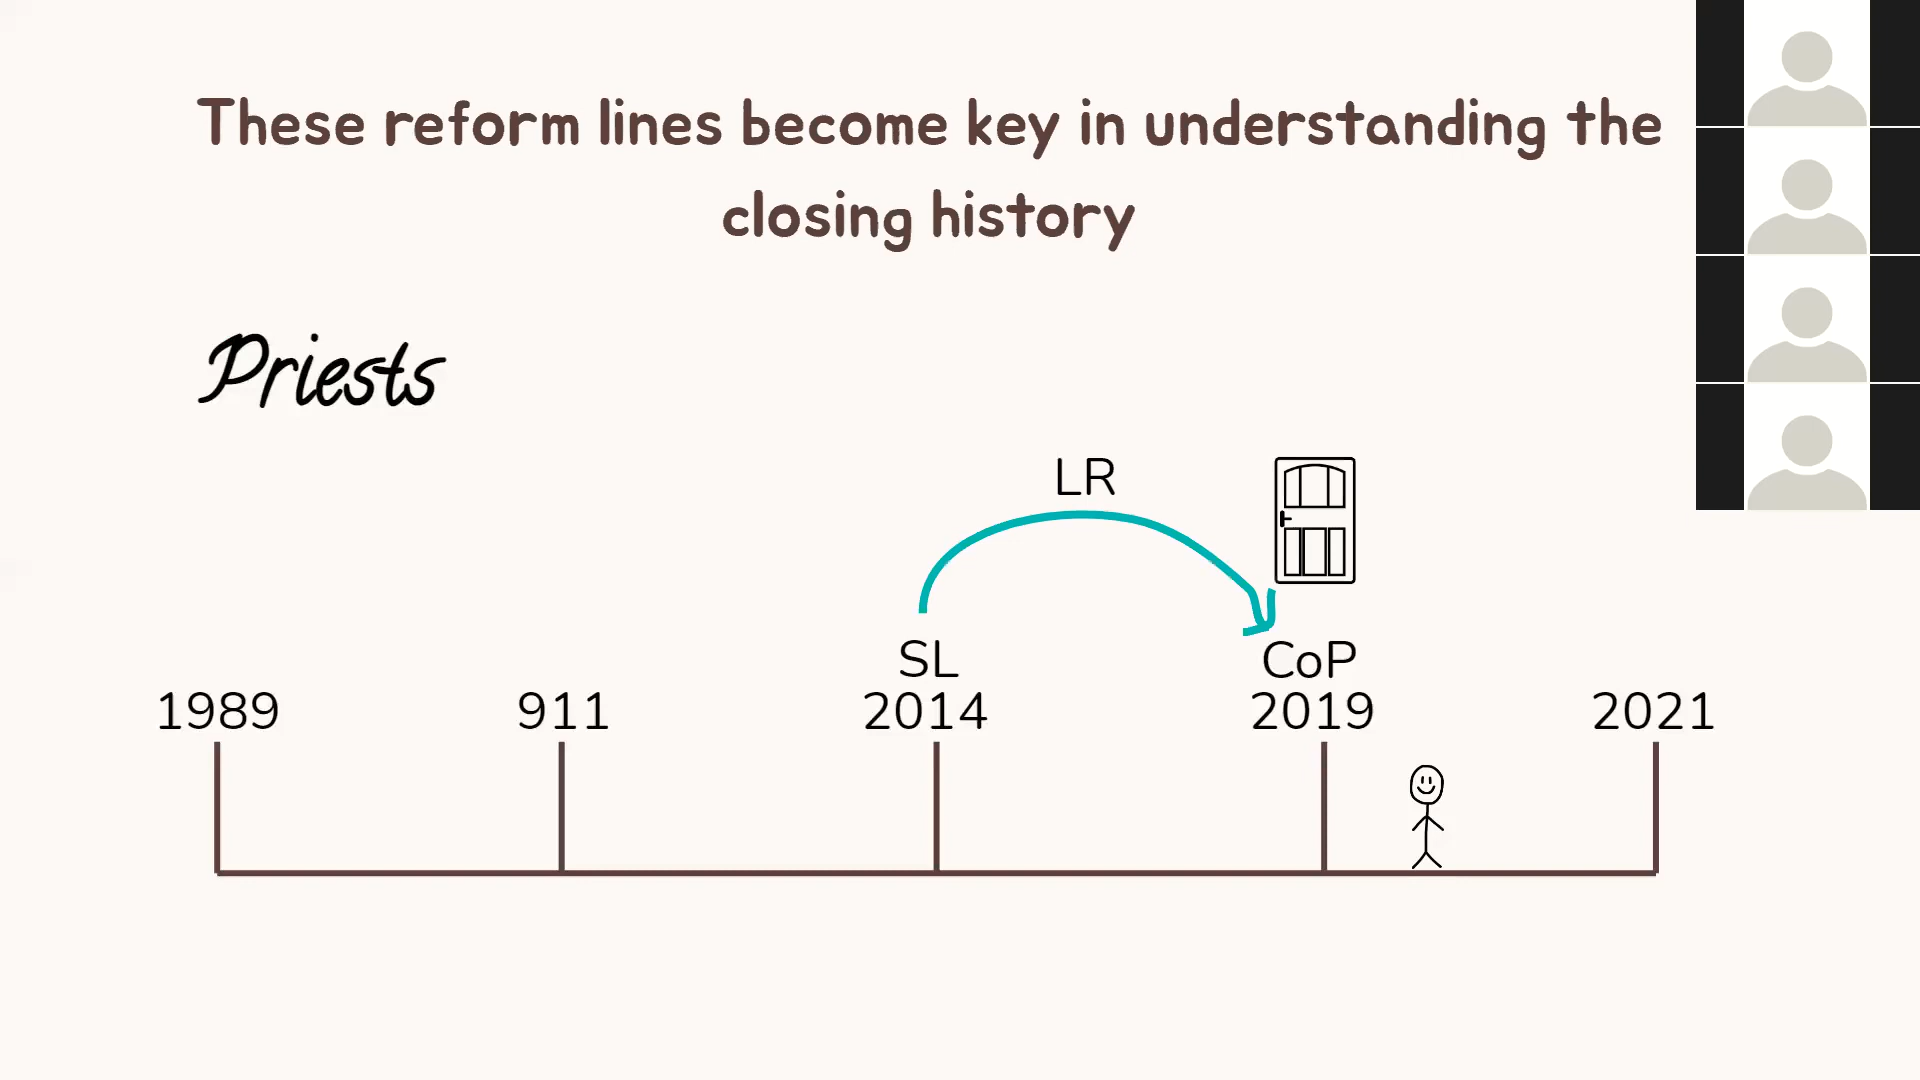 These reform lines become key in understanding the
closing history
Priests
LR
SL
CoP
1989
911
2014
2019
2021